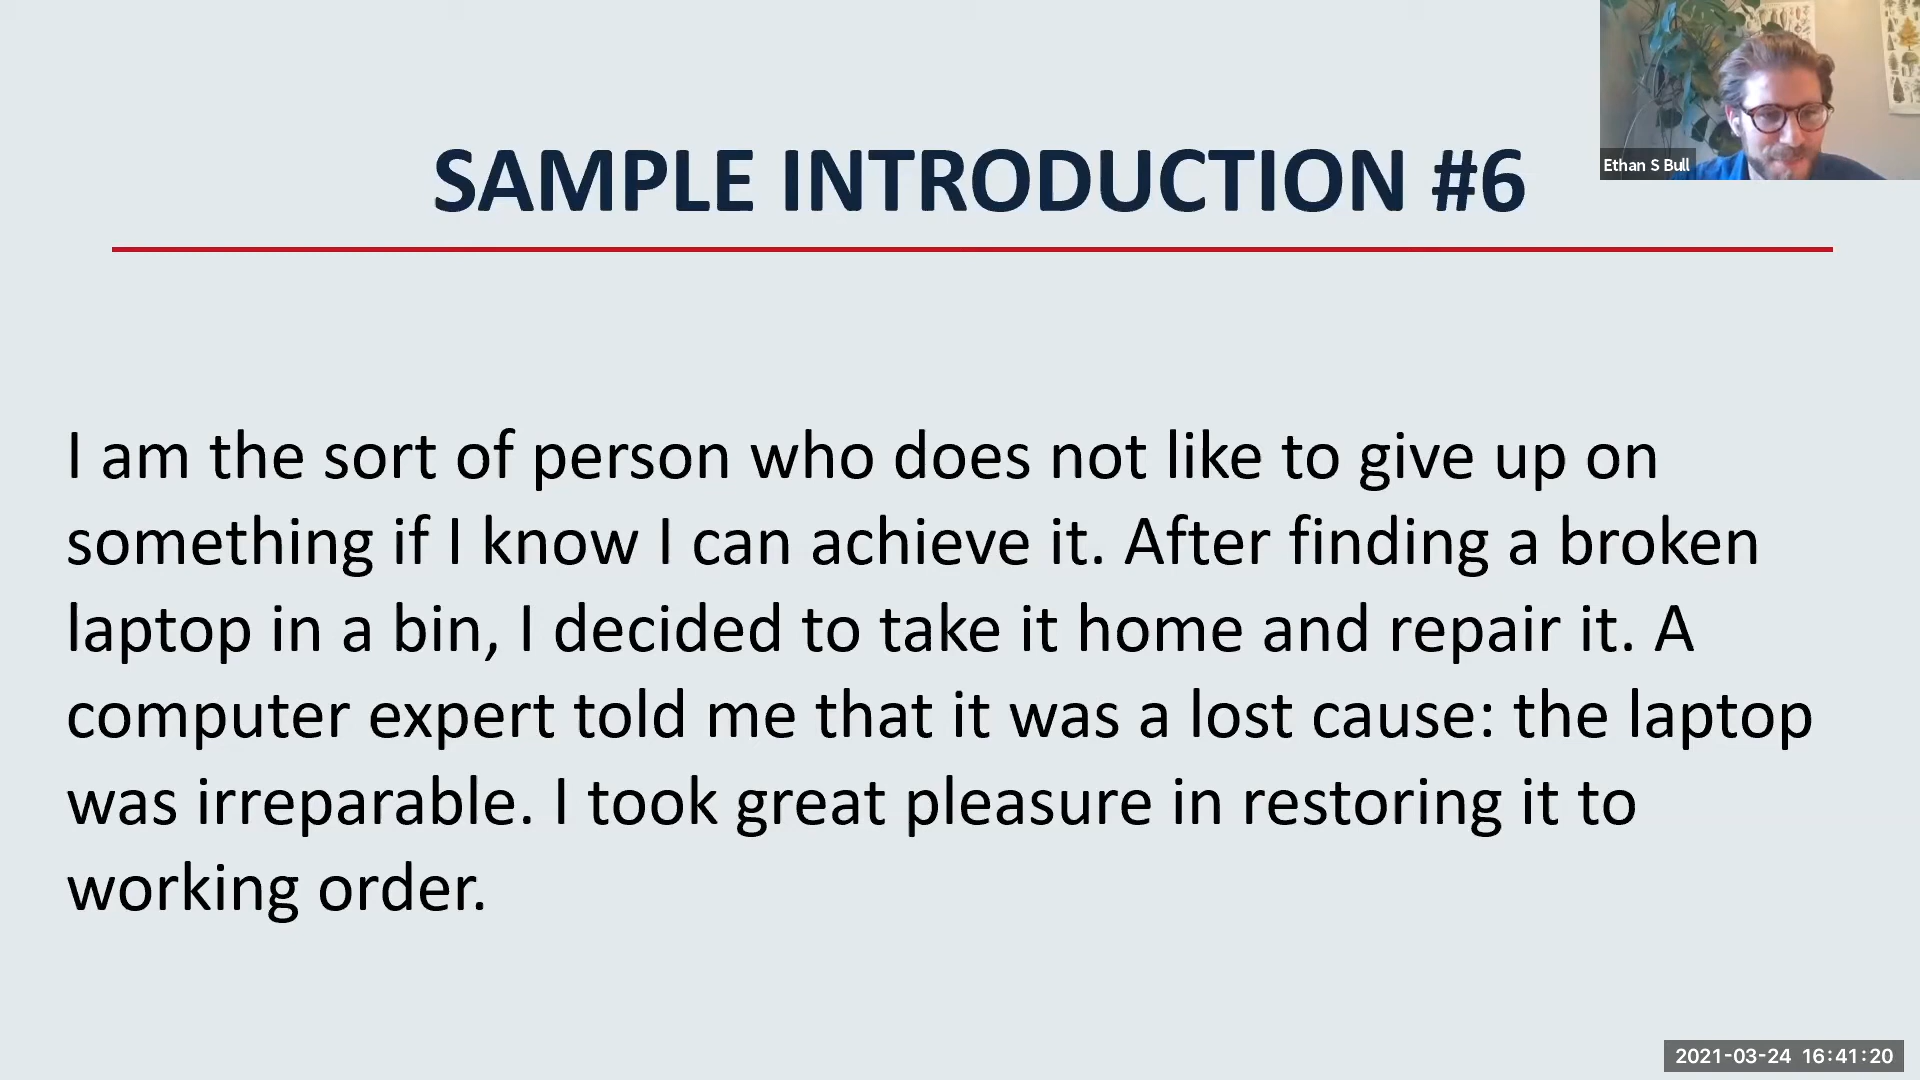 SAMPLE INTRODUCTION #6
Ethan S Bull
I am the sort of person who does not like to give up on
something if I know I can achieve it. After finding a broken
laptop in a bin, I decided to take it home and repair it. A
computer expert told me that it was a lost cause: the laptop
was irreparable. I took great pleasure in restoring it to
working order.
2021-03-24 16:41:20